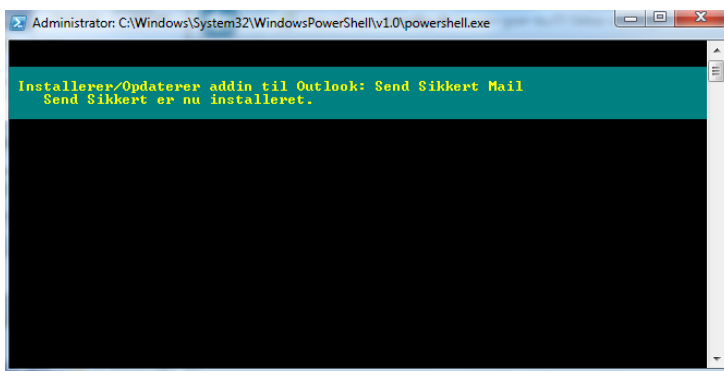 Administrator: C:\Windows\System32\WindowsPowerShell\v1.0\powershell.exe
Installerer/Opdaterer addin til Outlook: Send Sikkert Mail
Send Sikkert er nu installeret.